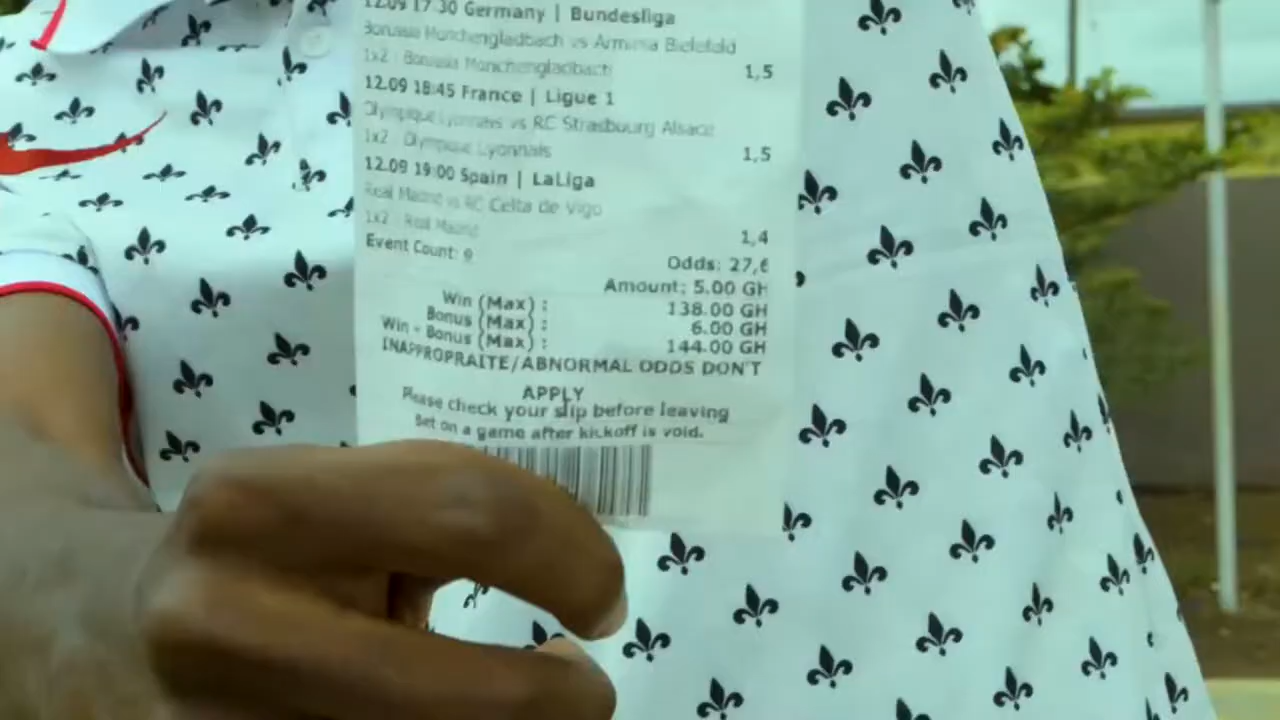 12.09 17:30 Germany | Bundesliga
Borussia Monchengladbach vs Arminia Bielefeld
1x2 : Borussia Monchengladbach
1,5
12.09 18:45 France | Ligue 1
Olympique Lyonnais vs RC Strasbourg Alsace
1x2 : Olympique Lyonnais
1,5
12.09 19:00 Spain | LaLiga
Real Madrid vs RC Celta de Vigo
1x2 : Real Madrid
1,4
Event Count: 9
Odds: 27,6
Amount: 5.00 GH
Win (Max) : 138.00 GH
Bonus (Max) : 6.00 GH
Win + Bonus (Max) : 144.00 GH
INAPPROPRAITE/ABNORMAL ODDS DON'T
APPLY
Please check your slip before leaving
Bet on a game after kickoff is void.